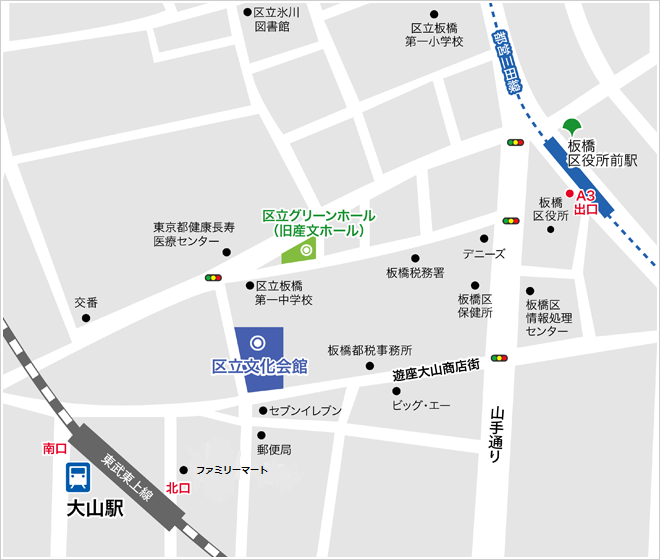 区立氷川
図書館
区立板橋
第一小学校
都営三田線
板橋
区役所前駅
A3
出口
板橋
区役所
区立グリーンホール
（旧産文ホール）
東京都健康長寿
医療センター
デニーズ
板橋税務署
区立板橋
第一中学校
板橋区
保健所
板橋区
情報処理
センター
交番
区立文化会館
板橋都税事務所
遊座大山商店街
ビッグ・エー
セブンイレブン
山手通り
郵便局
南口
東武東上線
ファミリーマート
北口
大山駅